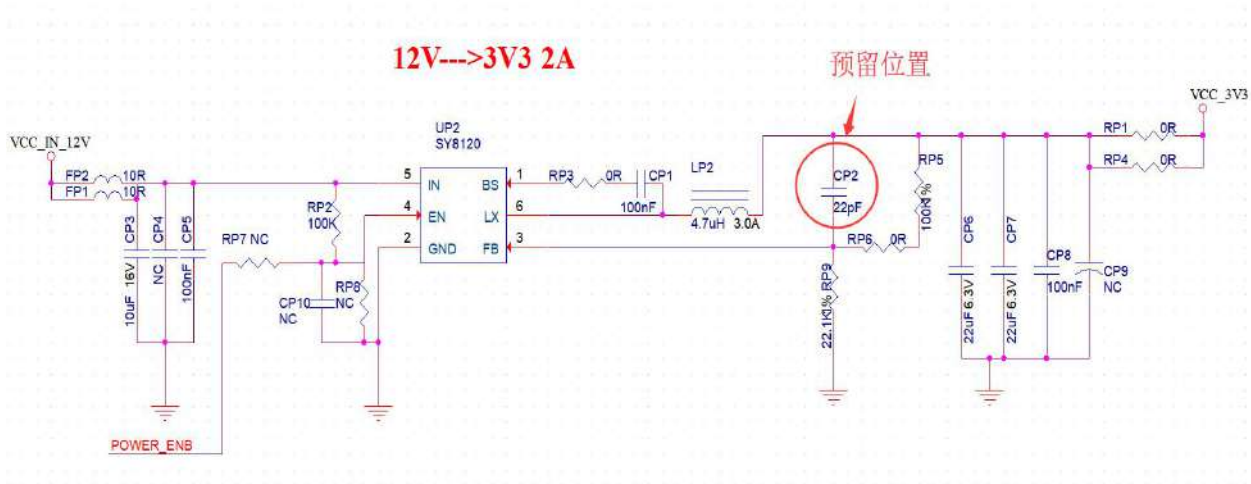 12V--->3V3 2A
预留位置
VCC_3V3
VCC_IN_12V
UP2
SY8120
FP2 10R
FP1 10R
CP3
10uF 16V
CP4
NC
CP5
100nF
RP7 NC
RP2
100K
CP10
NC
RP8
NC
5
4
2
IN
EN
GND
BS
LX
FB
1
6
3
RP3 0R
CP1
100nF
LP2
4.7uH 3.0A
CP2
22pF
RP5
100K1%
RP6 0R
RP9
22.1K1%
CP6
22uF 6.3V
CP7
22uF 6.3V
CP8
100nF
CP9
NC
RP1 0R
RP4 0R
POWER_ENB